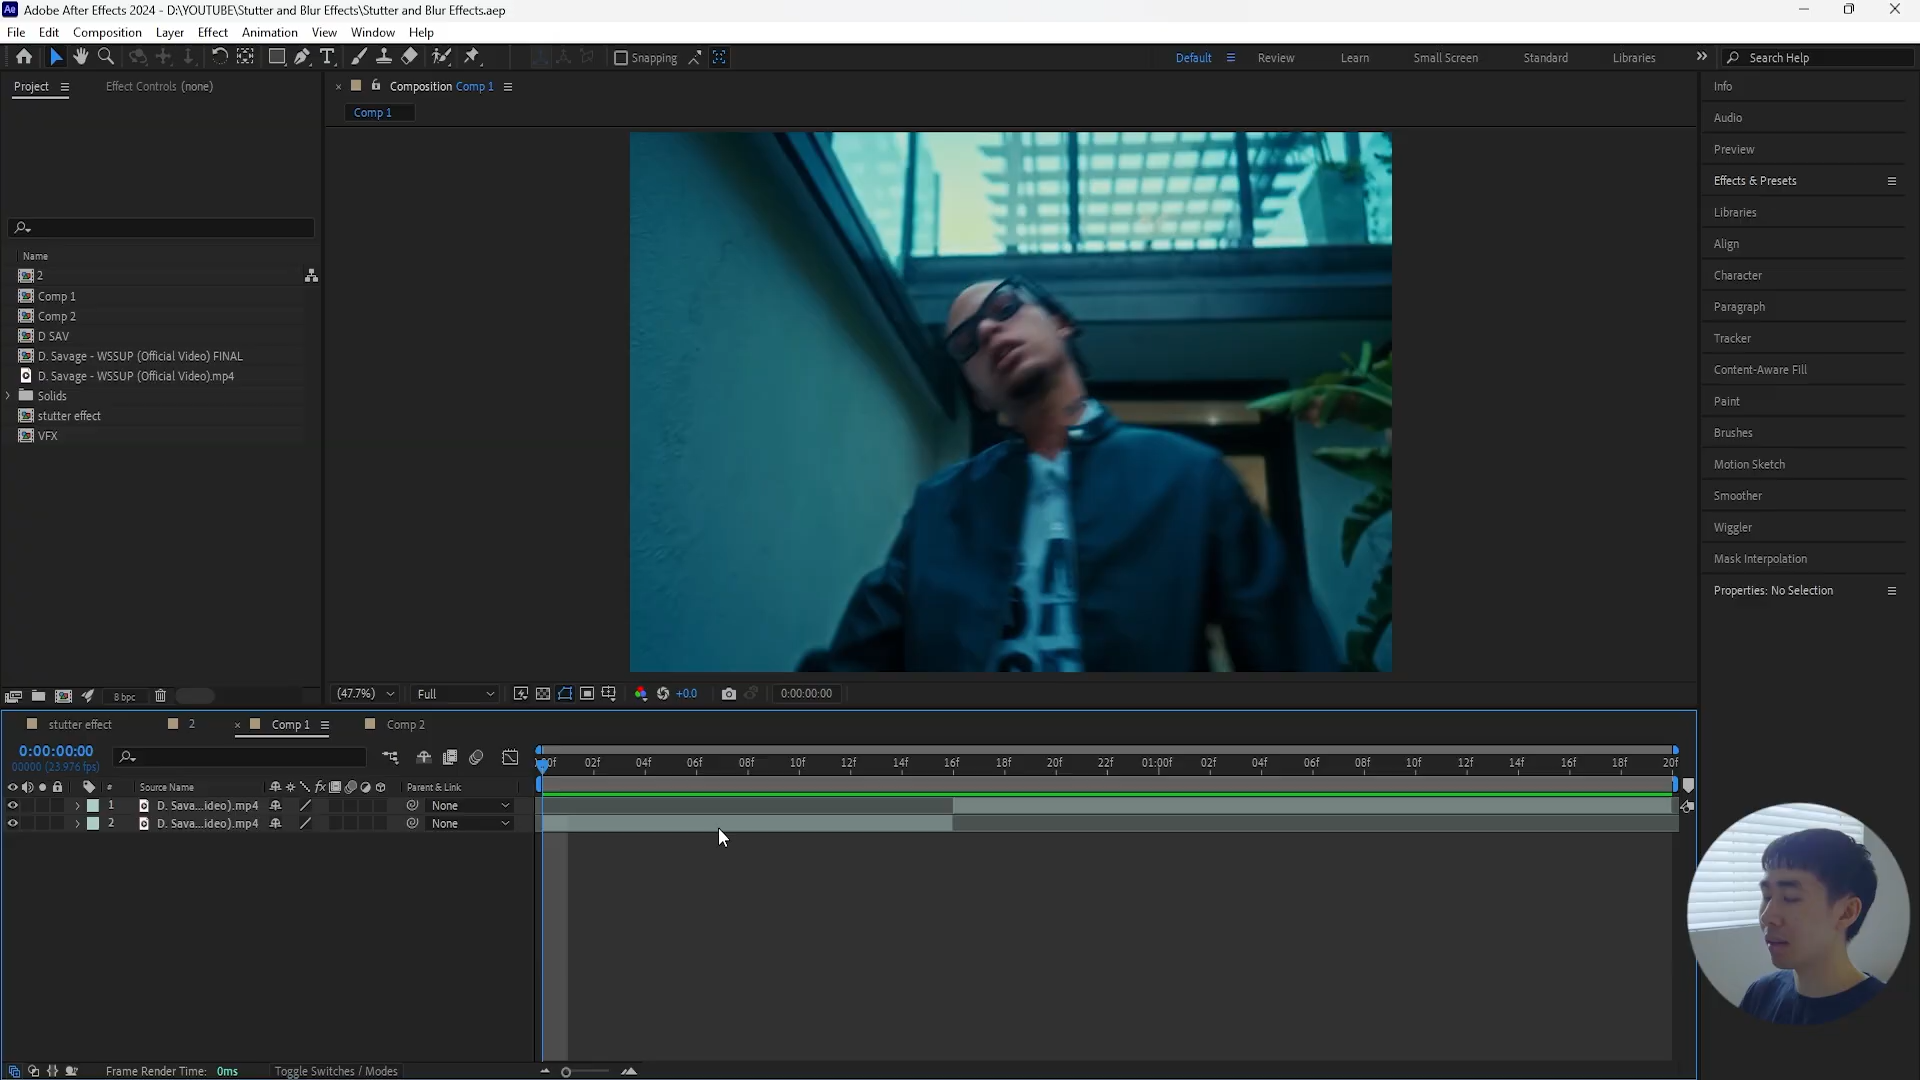 Adobe After Effects 2024 - D:\YOUTUBE\Stutter and Blur Effects\Stutter and Blur Effects.aep
File Edit Composition Layer Effect Animation View Window Help
Snapping Default Review Learn Small Screen Standard Libraries Search Help
Project Effect Controls (none)
Composition Comp 1
Comp 1
Name
2
Comp 1
Comp 2
D SAV
D. Savage - WSSUP (Official Video) FINAL
D. Savage - WSSUP (Official Video).mp4
Solids
stutter effect
VFX
8 bpc
(47.7%) Full +0.0 0:00:00:00
Info
Audio
Preview
Effects & Presets
Libraries
Align
Character
Paragraph
Tracker
Content-Aware Fill
Paint
Brushes
Motion Sketch
Smoother
Wiggler
Mask Interpolation
Properties: No Selection
stutter effect 2 Comp 1 Comp 2
0:00:00:00
00000 (23.976 fps)
02f 04f 06f 08f 10f 12f 14f 16f 18f 20f 22f 01:00f 02f 04f 06f 08f 10f 12f 14f 16f 18f 20f
# Source Name Parent & Link
1 D. Sava...ideo).mp4 None
2 D. Sava...ideo).mp4 None
Frame Render Time: 0ms Toggle Switches / Modes